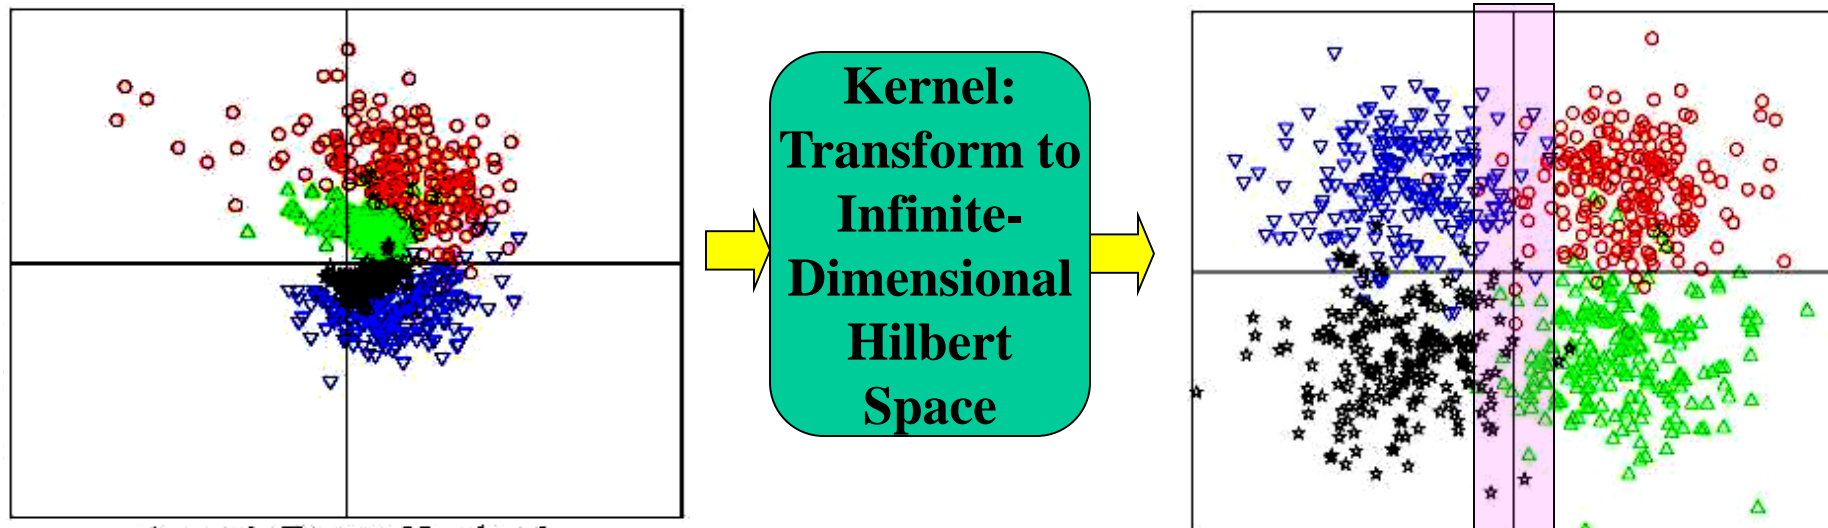 Kernel:
Transform to
Infinite-
Dimensional
Hilbert
Space